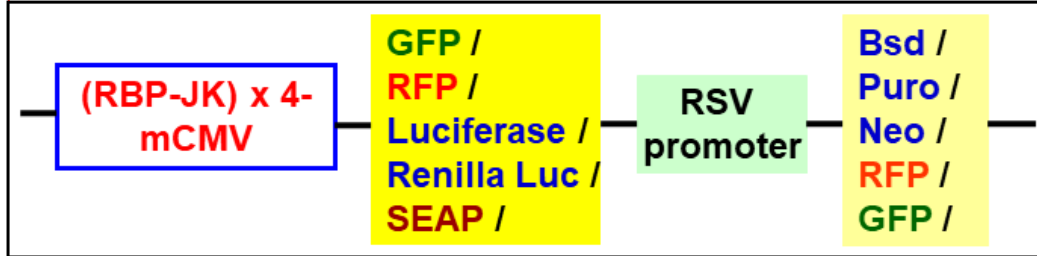 (RBP-JK) x 4-
mCMV
GFP /
RFP /
Luciferase /
Renilla Luc /
SEAP /
RSV
promoter
Bsd /
Puro /
Neo /
RFP /
GFP /